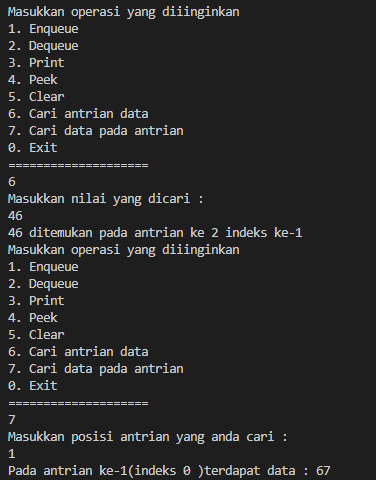 Masukkan operasi yang diiinginkan
1. Enqueue
2. Dequeue
3. Print
4. Peek
5. Clear
6. Cari antrian data
7. Cari data pada antrian
0. Exit
====================
6
Masukkan nilai yang dicari :
46
46 ditemukan pada antrian ke 2 indeks ke-1
Masukkan operasi yang diiinginkan
1. Enqueue
2. Dequeue
3. Print
4. Peek
5. Clear
6. Cari antrian data
7. Cari data pada antrian
0. Exit
====================
7
Masukkan posisi antrian yang anda cari :
1
Pada antrian ke-1(indeks 0 )terdapat data : 67